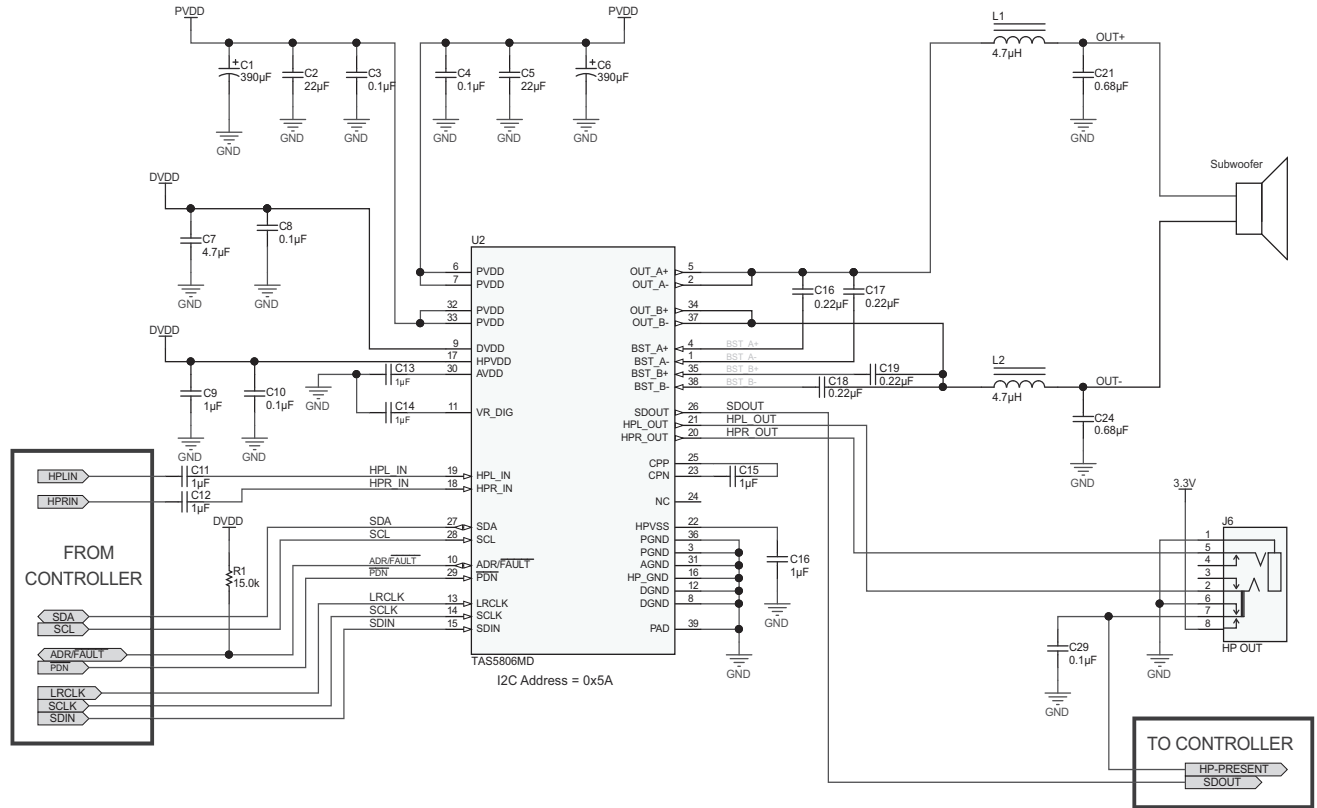 PVDD
PVDD
C1
390µF
C2
22µF
C3
0.1µF
C4
0.1µF
C5
22µF
C6
390µF
GND
GND
GND
GND
GND
GND
L1
4.7µH
OUT+
C21
0.68µF
GND
Subwoofer
DVDD
C7
4.7µF
C8
0.1µF
GND
GND
DVDD
C9
1µF
C10
0.1µF
GND
GND
GND
C13
1µF
C14
1µF
U2
6 PVDD
7 PVDD
32 PVDD
33 PVDD
9 DVDD
17 HPVDD
30 AVDD
11 VR_DIG
19 HPL_IN
18 HPR_IN
27 SDA
28 SCL
10 ADR/FAULT
29 PDN
13 LRCLK
14 SCLK
15 SDIN
OUT_A+ 5
OUT_A- 2
OUT_B+ 34
OUT_B- 37
BST_A+ 4 BST_A+
BST_A- 1 BST_A-
BST_B+ 35 BST_B+
BST_B- 38 BST_B-
SDOUT 26 SDOUT
HPL_OUT 21 HPL_OUT
HPR_OUT 20 HPR_OUT
CPP 25
CPN 23
NC 24
HPVSS 22
PGND 36
PGND 3
AGND 31
HP_GND 16
DGND 12
DGND 8
PAD 39
TAS5806MD
I2C Address = 0x5A
C16
0.22µF
C17
0.22µF
C19
0.22µF
C18
0.22µF
L2
4.7µH
OUT-
C24
0.68µF
GND
C15
1µF
C16
1µF
GND
GND
HPLIN
C11
1µF
HPL_IN
HPRIN
C12
1µF
HPR_IN
DVDD
R1
15.0k
SDA
SCL
ADR/FAULT
PDN
LRCLK
SCLK
SDIN
FROM
CONTROLLER
SDA
SCL
ADR/FAULT
PDN
LRCLK
SCLK
SDIN
3.3V
J6
1
5
4
3
2
6
7
8
HP OUT
C29
0.1µF
GND
GND
TO CONTROLLER
HP-PRESENT
SDOUT